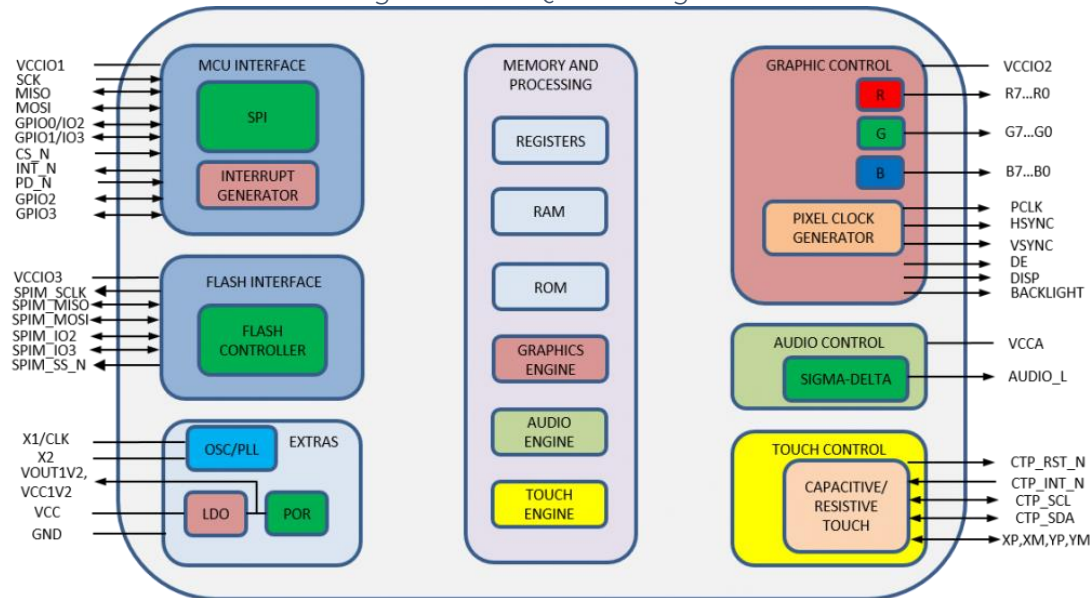 VCCIO1
SCK
MISO
MOSI
GPIO0/IO2
GPIO1/IO3
CS_N
INT_N
PD_N
GPIO2
GPIO3
MCU INTERFACE
SPI
INTERRUPT
GENERATOR
VCCIO3
SPIM_SCLK
SPIM_MISO
SPIM_MOSI
SPIM_IO2
SPIM_IO3
SPIM_SS_N
FLASH INTERFACE
FLASH
CONTROLLER
X1/CLK
X2
VOUT1V2,
VCC1V2
VCC
GND
OSC/PLL
EXTRAS
LDO
POR
MEMORY AND
PROCESSING
REGISTERS
RAM
ROM
GRAPHICS
ENGINE
AUDIO
ENGINE
TOUCH
ENGINE
GRAPHIC CONTROL
R
G
B
PIXEL CLOCK
GENERATOR
VCCIO2
R7...R0
G7...G0
B7...B0
PCLK
HSYNC
VSYNC
DE
DISP
BACKLIGHT
AUDIO CONTROL
SIGMA-DELTA
VCCA
AUDIO_L
TOUCH CONTROL
CAPACITIVE/
RESISTIVE
TOUCH
CTP_RST_N
CTP_INT_N
CTP_SCL
CTP_SDA
XP,XM,YP,YM